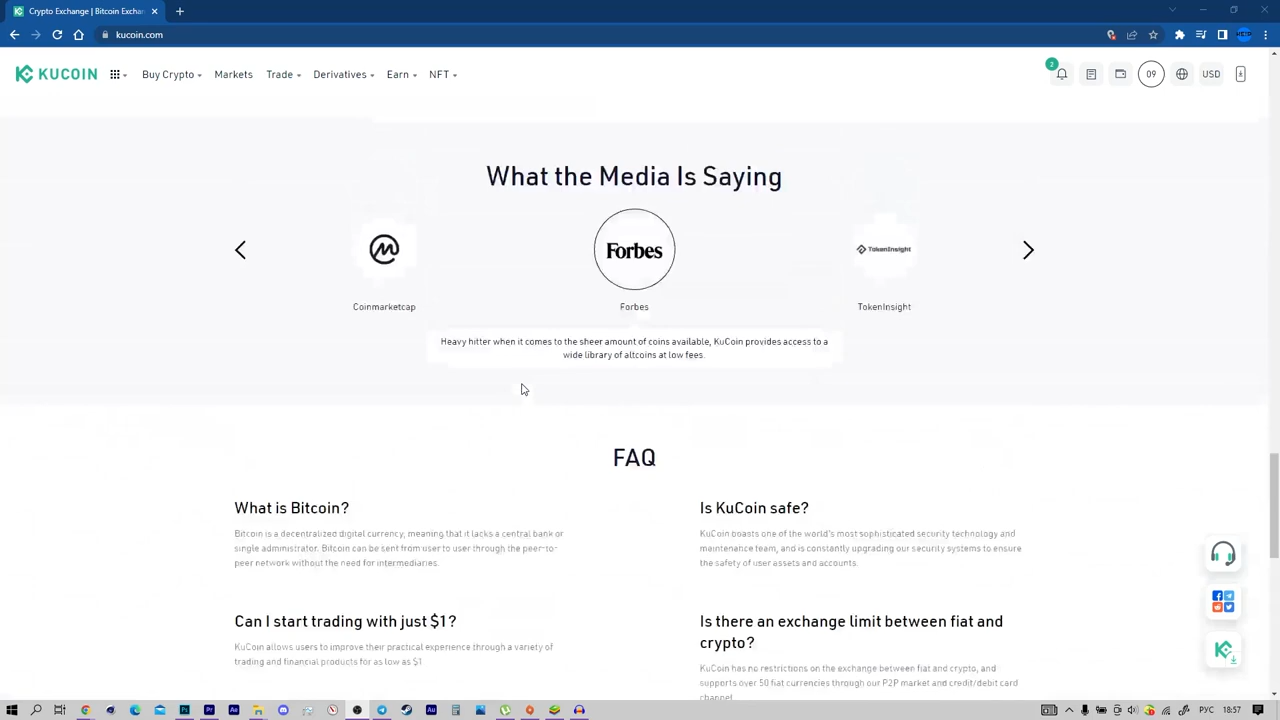 Crypto Exchange | Bitcoin Exchan
kucoin.com
KUCOIN
Buy Crypto
Markets
Trade
Derivatives
Earn
NFT
2
09
USD
What the Media Is Saying
Forbes
TokenInsight
Coinmarketcap
Forbes
TokenInsight
Heavy hitter when it comes to the sheer amount of coins available, KuCoin provides access to a
wide library of altcoins at low fees.
FAQ
What is Bitcoin?
Bitcoin is a decentralized digital currency, meaning that it lacks a central bank or
single administrator. Bitcoin can be sent from user to user through the peer-to-
peer network without the need for intermediaries.
Is KuCoin safe?
KuCoin boasts one of the world's most sophisticated security technology and
maintenance team, and is constantly upgrading our security systems to ensure
the safety of user assets and accounts.
Can I start trading with just $1?
KuCoin allows users to improve their practical experience through a variety of
trading and financial products for as low as $1
Is there an exchange limit between fiat and
crypto?
KuCoin has no restrictions on the exchange between fiat and crypto, and
supports over 50 fiat currencies through our P2P market and credit/debit card
channel
РУС
18:57